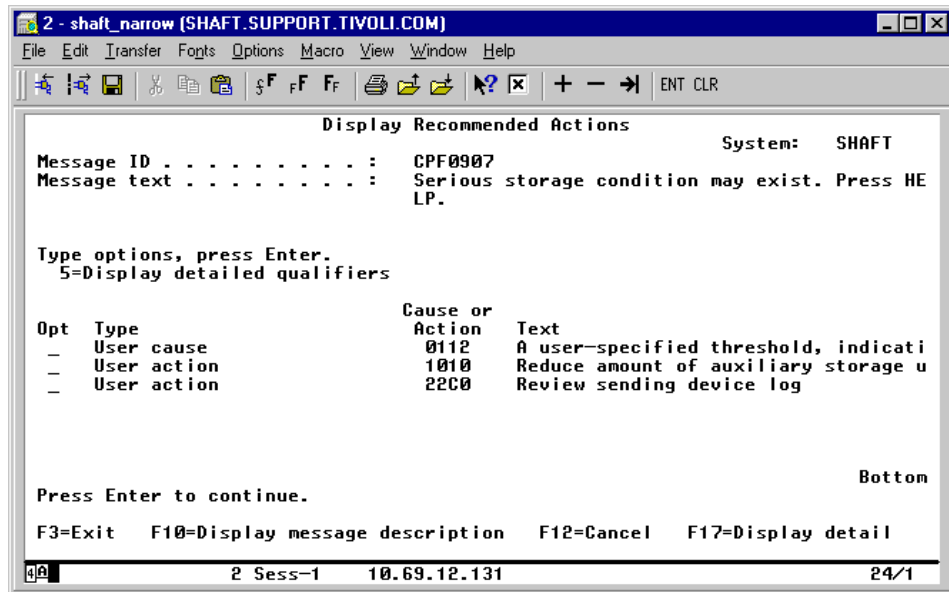 2 - shaft_narrow (SHAFT.SUPPORT.TIVOLI.COM)
File Edit Transfer Fonts Options Macro View Window Help
ENT CLR
Display Recommended Actions
System: SHAFT
Message ID . . . . . . . . . : CPF0907
Message text . . . . . . . . : Serious storage condition may exist. Press HE
LP.
Type options, press Enter.
5=Display detailed qualifiers
Cause or
Opt Type Action Text
_ User cause 0112 A user-specified threshold, indicati
_ User action 1010 Reduce amount of auxiliary storage u
_ User action 22C0 Review sending device log
Bottom
Press Enter to continue.
F3=Exit F10=Display message description F12=Cancel F17=Display detail
4A 2 Sess-1 10.69.12.131 24/1